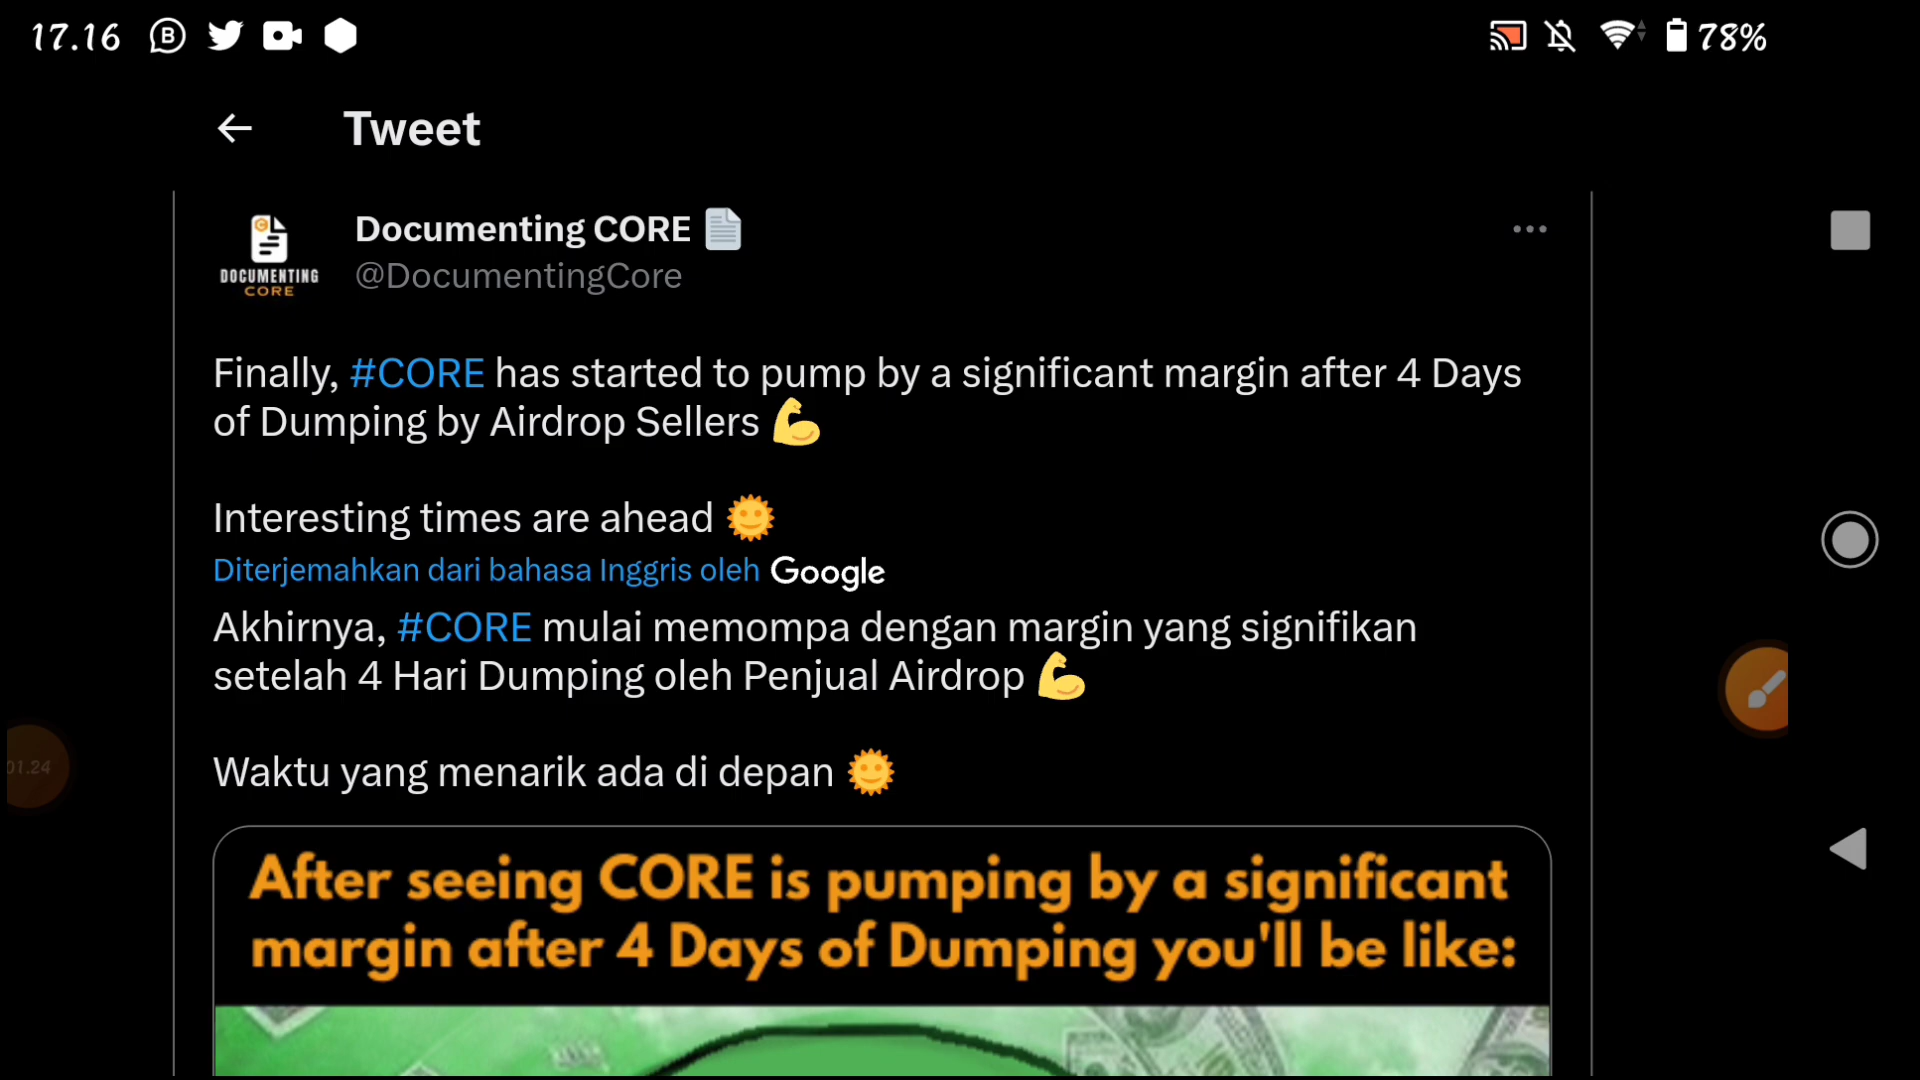 17.16
78%
Tweet
Documenting CORE
@DocumentingCore
DOCUMENTING
CORE
Finally, #CORE has started to pump by a significant margin after 4 Days
of Dumping by Airdrop Sellers
Interesting times are ahead
Diterjemahkan dari bahasa Inggris oleh Google
Akhirnya, #CORE mulai memompa dengan margin yang signifikan
setelah 4 Hari Dumping oleh Penjual Airdrop
Waktu yang menarik ada di depan
01.24
After seeing CORE is pumping by a significant
margin after 4 Days of Dumping you'll be like: